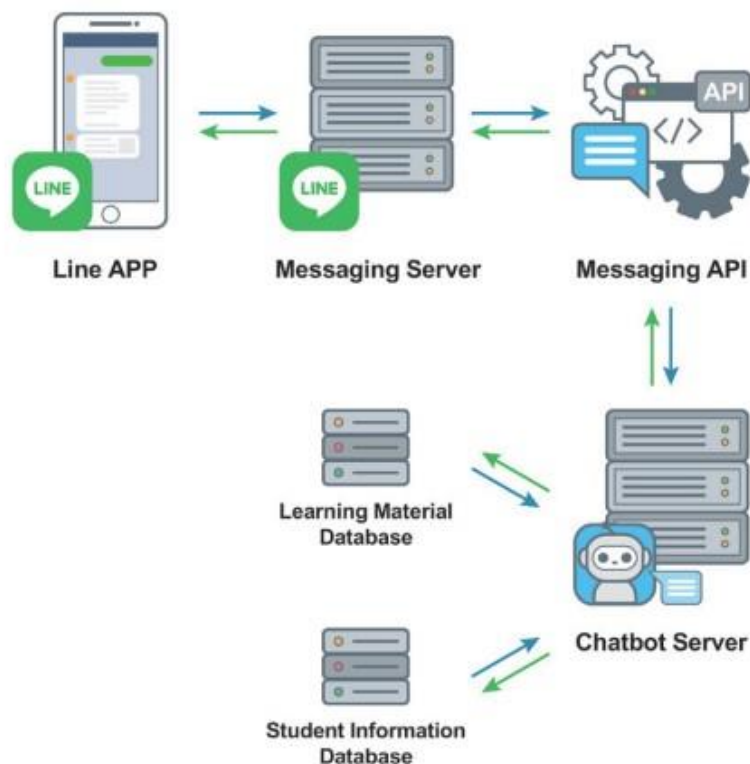 API
</>
LINE
LINE
Line APP
Messaging Server
Messaging API
Learning Material
Database
Chatbot Server
Student Information
Database